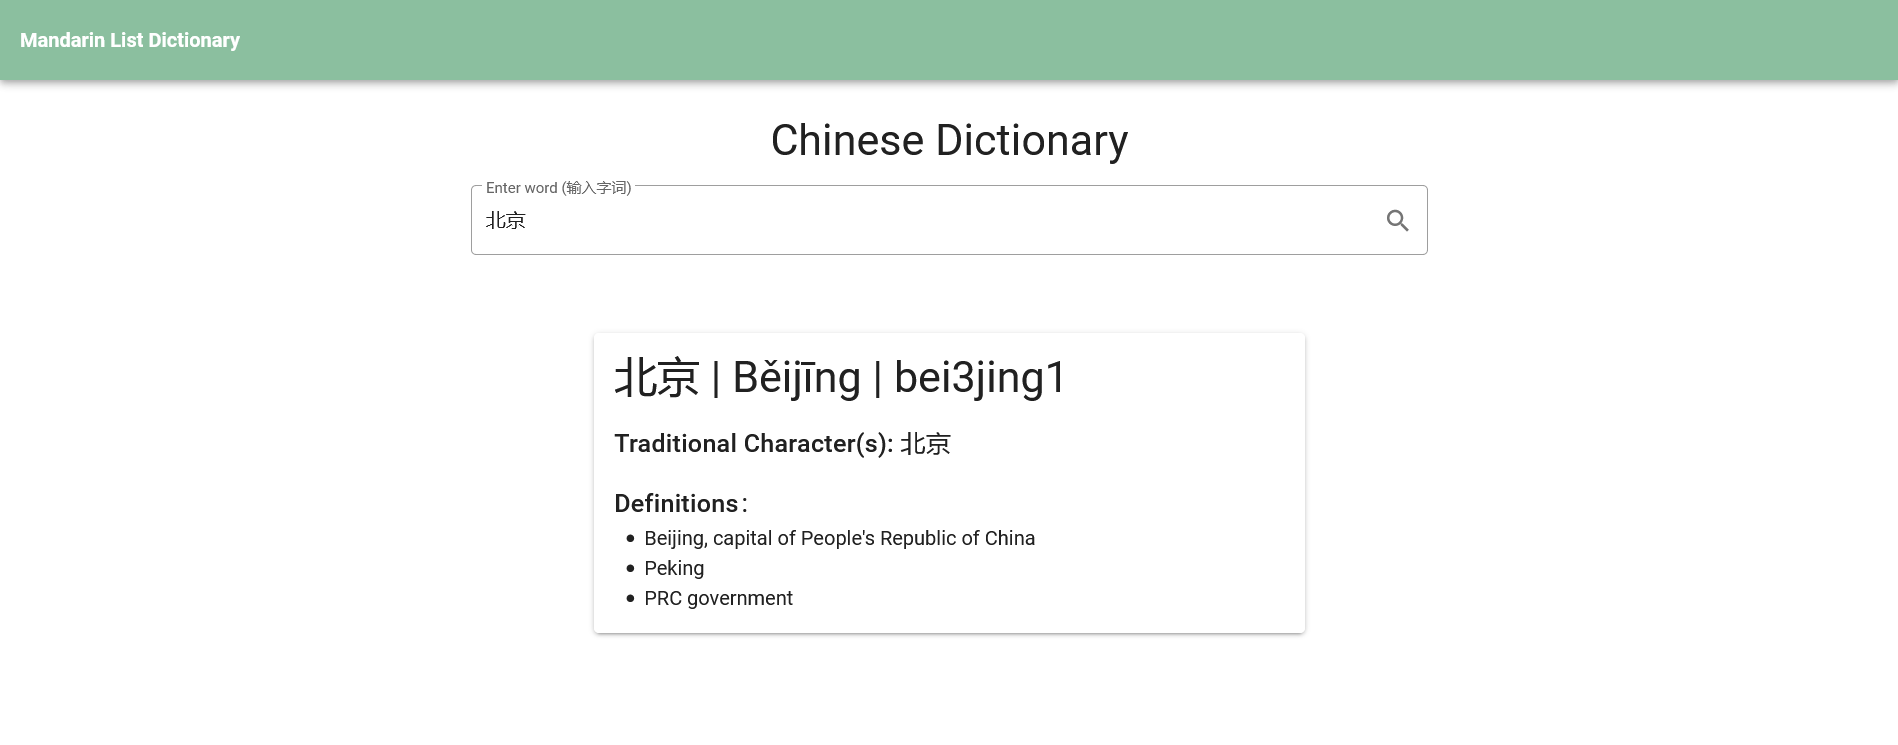 Mandarin List Dictionary
Chinese Dictionary
Enter word (输入字词)
北京
北京 | Běijīng | bei3jing1
Traditional Character(s): 北京
Definitions:
Beijing, capital of People's Republic of China
Peking
PRC government